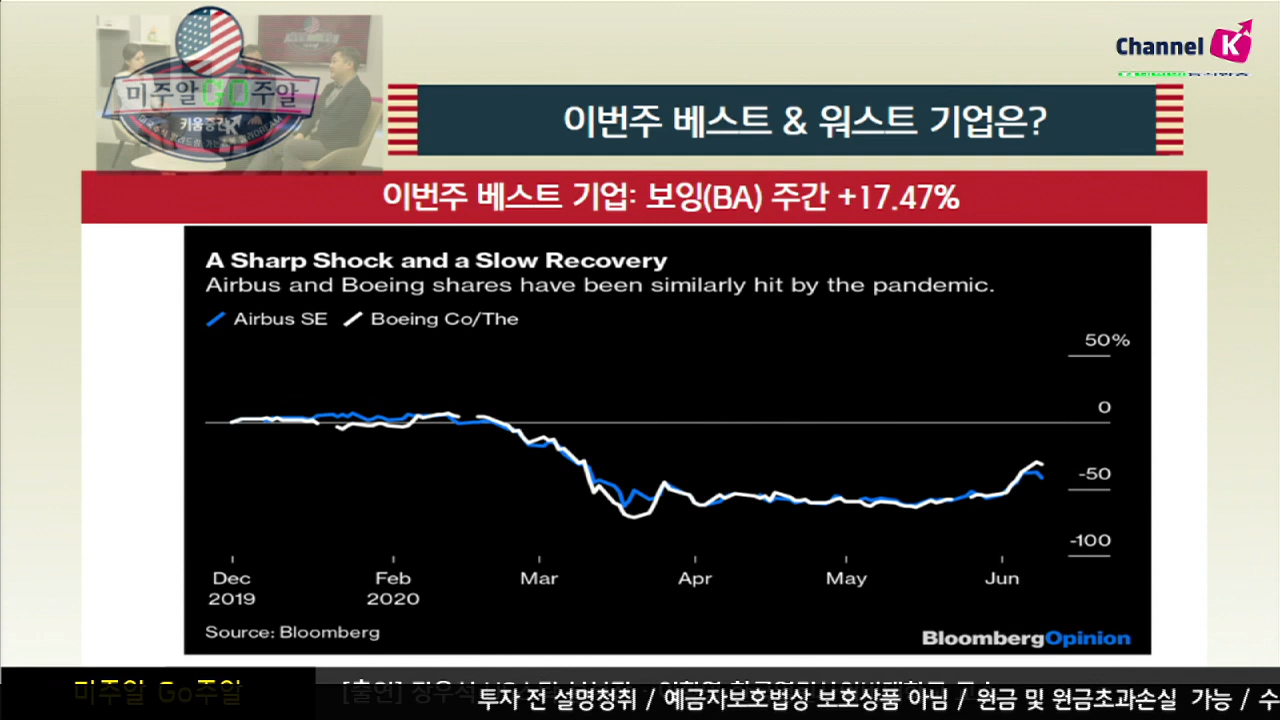 Channel K
미주알GO주알
키움증권
이번주 베스트 & 워스트 기업은?
이번주 베스트 기업: 보잉(BA) 주간 +17.47%
A Sharp Shock and a Slow Recovery
Airbus and Boeing shares have been similarly hit by the pandemic.
Airbus SE Boeing Co/The
50%
0
-50
-100
Dec Feb Mar Apr May Jun
2019 2020
Source: Bloomberg
BloombergOpinion
미주알 Go주알
[출연]
투자 전 설명청취 / 예금자보호법상 보호상품 아님 / 원금 및 원금초과손실 가능 / 수